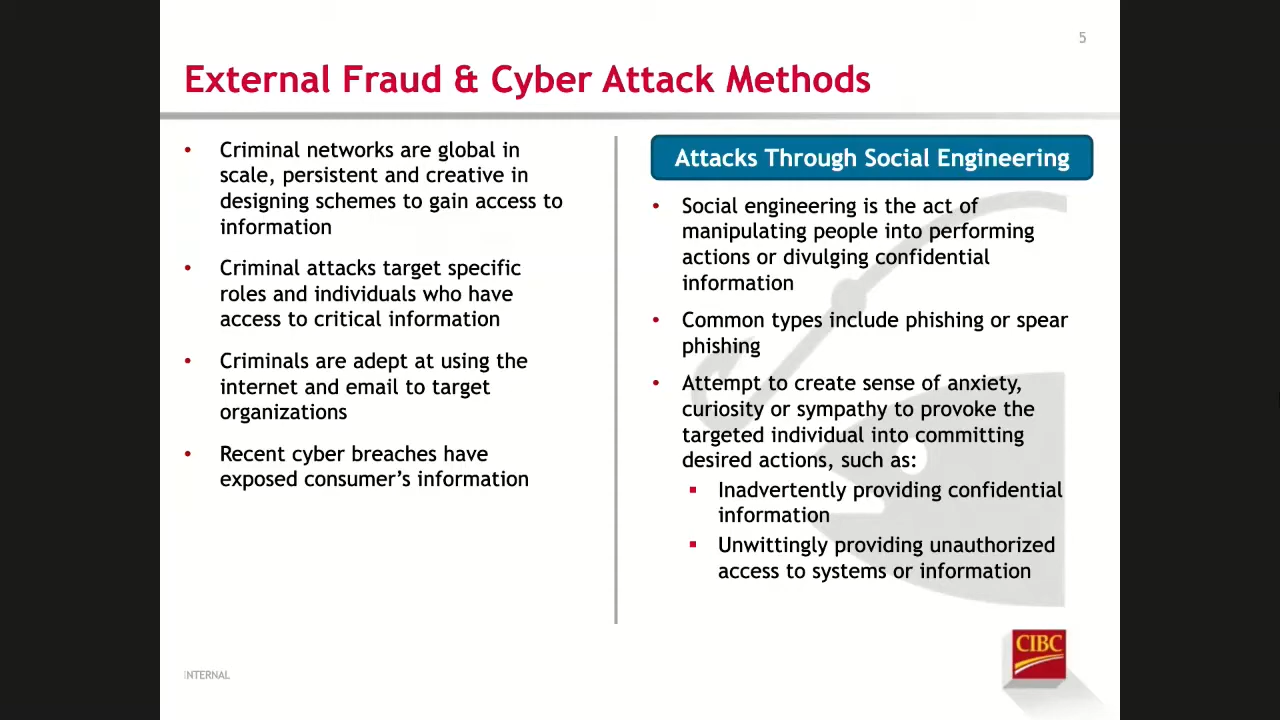 5
External Fraud & Cyber Attack Methods
• Criminal networks are global in
scale, persistent and creative in
designing schemes to gain access to
information
• Criminal attacks target specific
roles and individuals who have
access to critical information
• Criminals are adept at using the
internet and email to target
organizations
• Recent cyber breaches have
exposed consumer’s information
Attacks Through Social Engineering
• Social engineering is the act of
manipulating people into performing
actions or divulging confidential
information
• Common types include phishing or spear
phishing
• Attempt to create sense of anxiety,
curiosity or sympathy to provoke the
targeted individual into committing
desired actions, such as:
▪ Inadvertently providing confidential
information
▪ Unwittingly providing unauthorized
access to systems or information
INTERNAL
CIBC